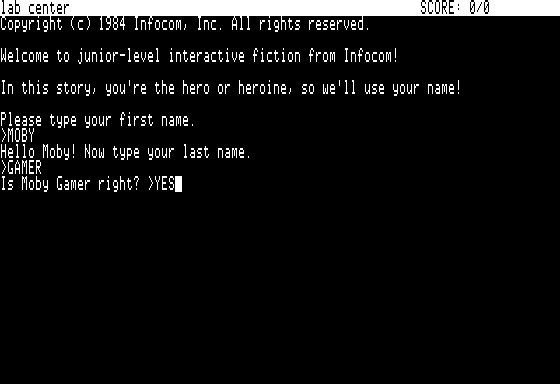 lab center SCORE: 0/0
Copyright (c) 1984 Infocom, Inc. All rights reserved.
Welcome to junior-level interactive fiction from Infocom!
In this story, you're the hero or heroine, so we'll use your name!
Please type your first name.
>MOBY
Hello Moby! Now type your last name.
>GAMER
Is Moby Gamer right? >YES